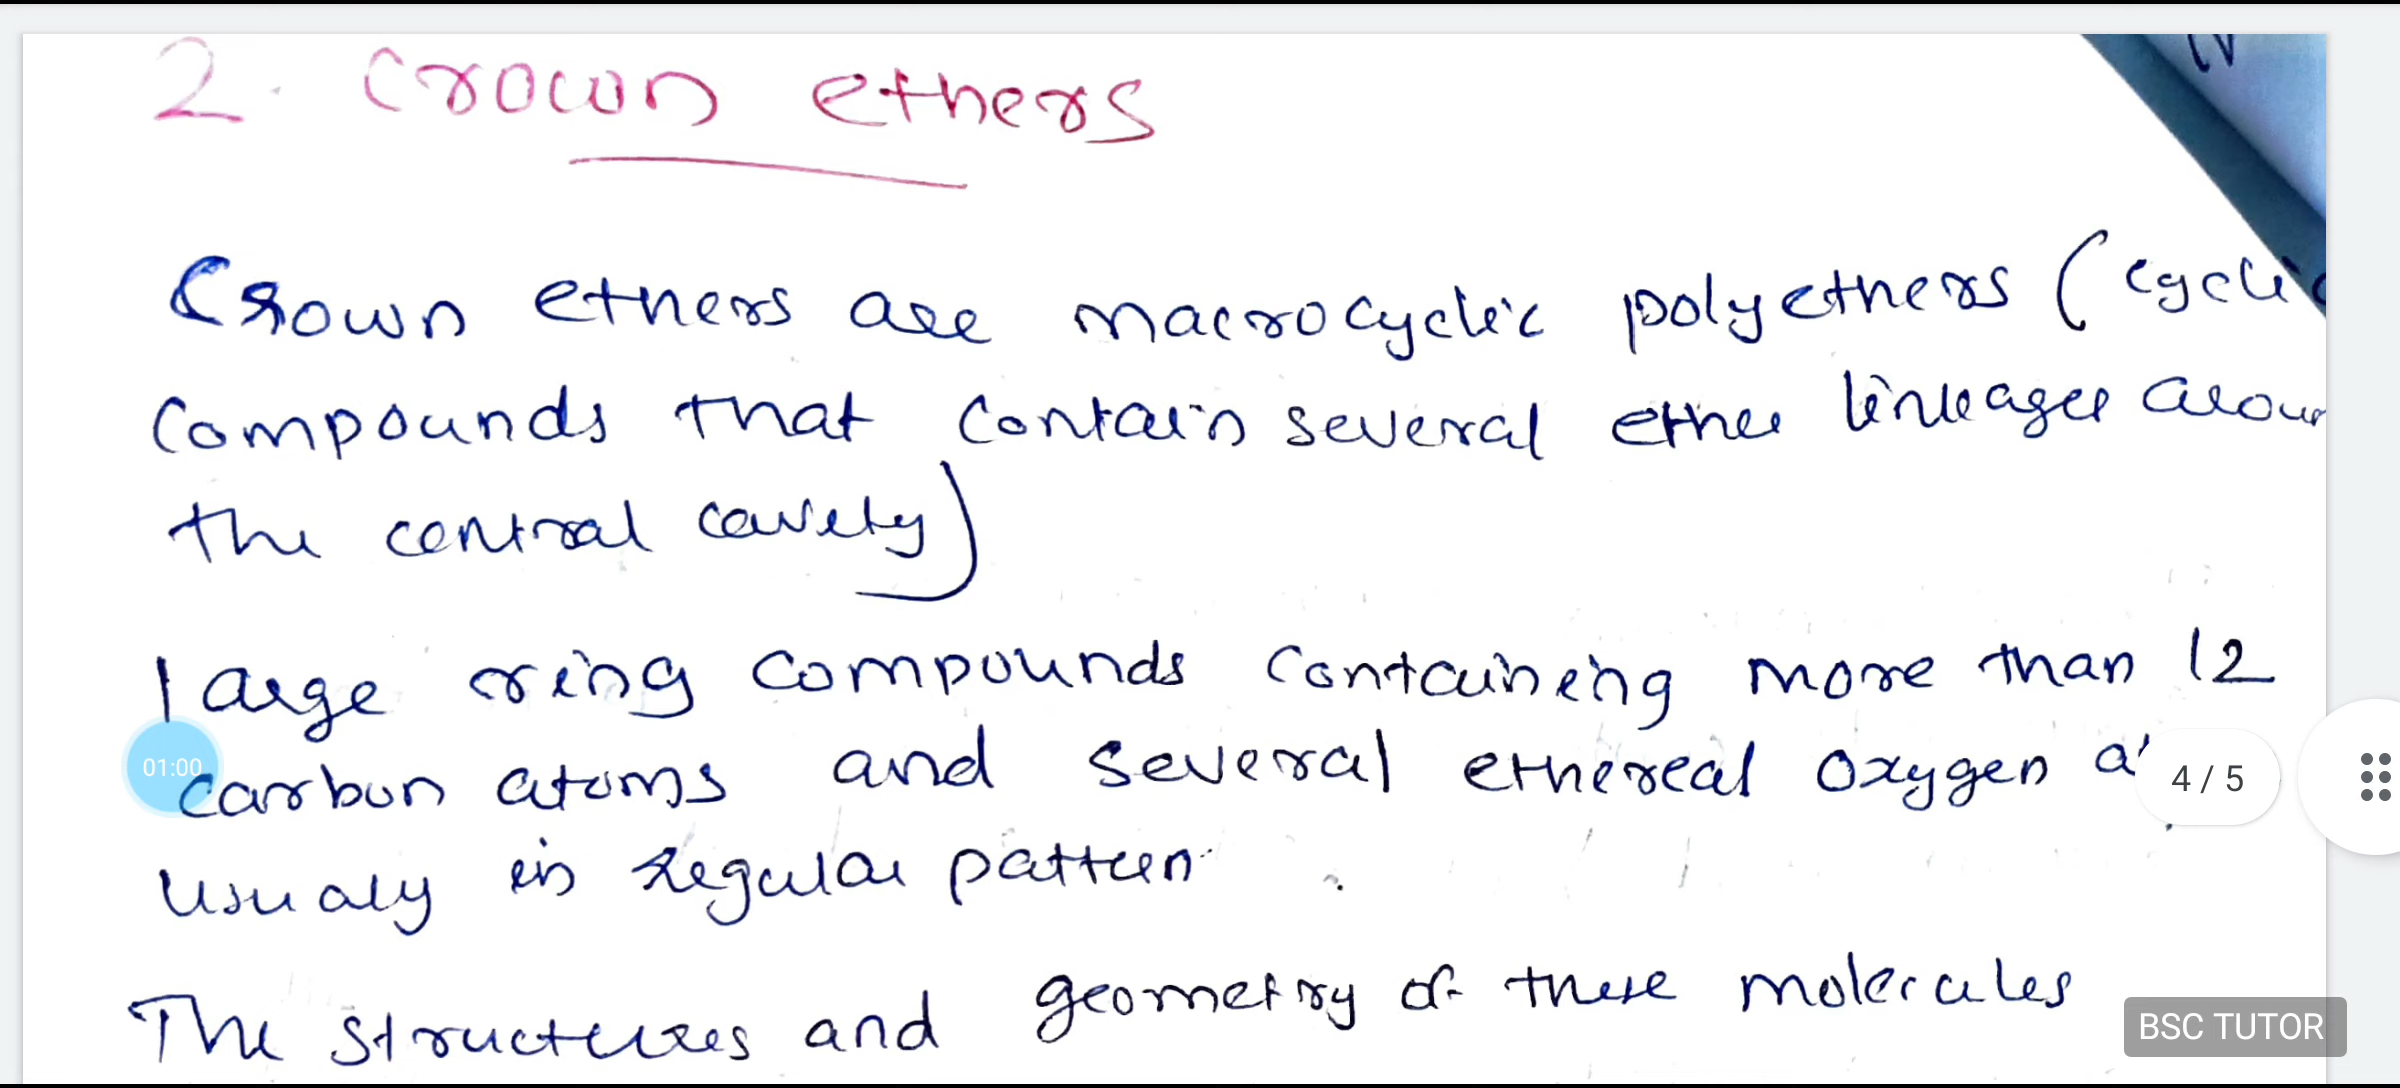 2. Crown ethers
Crown ethers are macrocyclic polyethers (cyclic
compounds that contain several ether linkages aroun
the central cavity)
large ring compounds containing more than 12
01:00
carbon atoms and several ethereal oxygen a
4 / 5
usualy in regular pattern
The structures and geometry of these molecules
BSC TUTOR